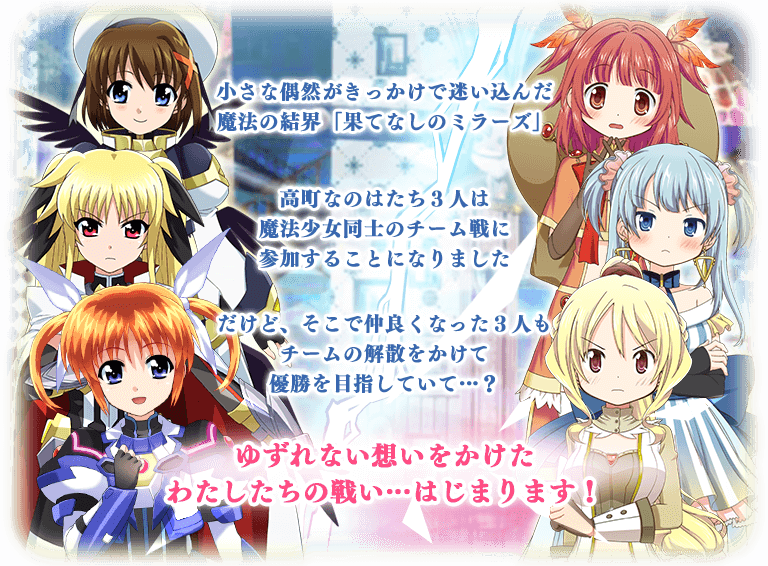 小さな偶然がきっかけで迷い込んだ
魔法の結界「果てなしのミラーズ」
高町なのはたち３人は
魔法少女同士のチーム戦に
参加することになりました
だけど、そこで仲良くなった３人も
チームの解散をかけて
優勝を目指していて…？
ゆずれない想いをかけた
わたしたちの戦い…はじまります！